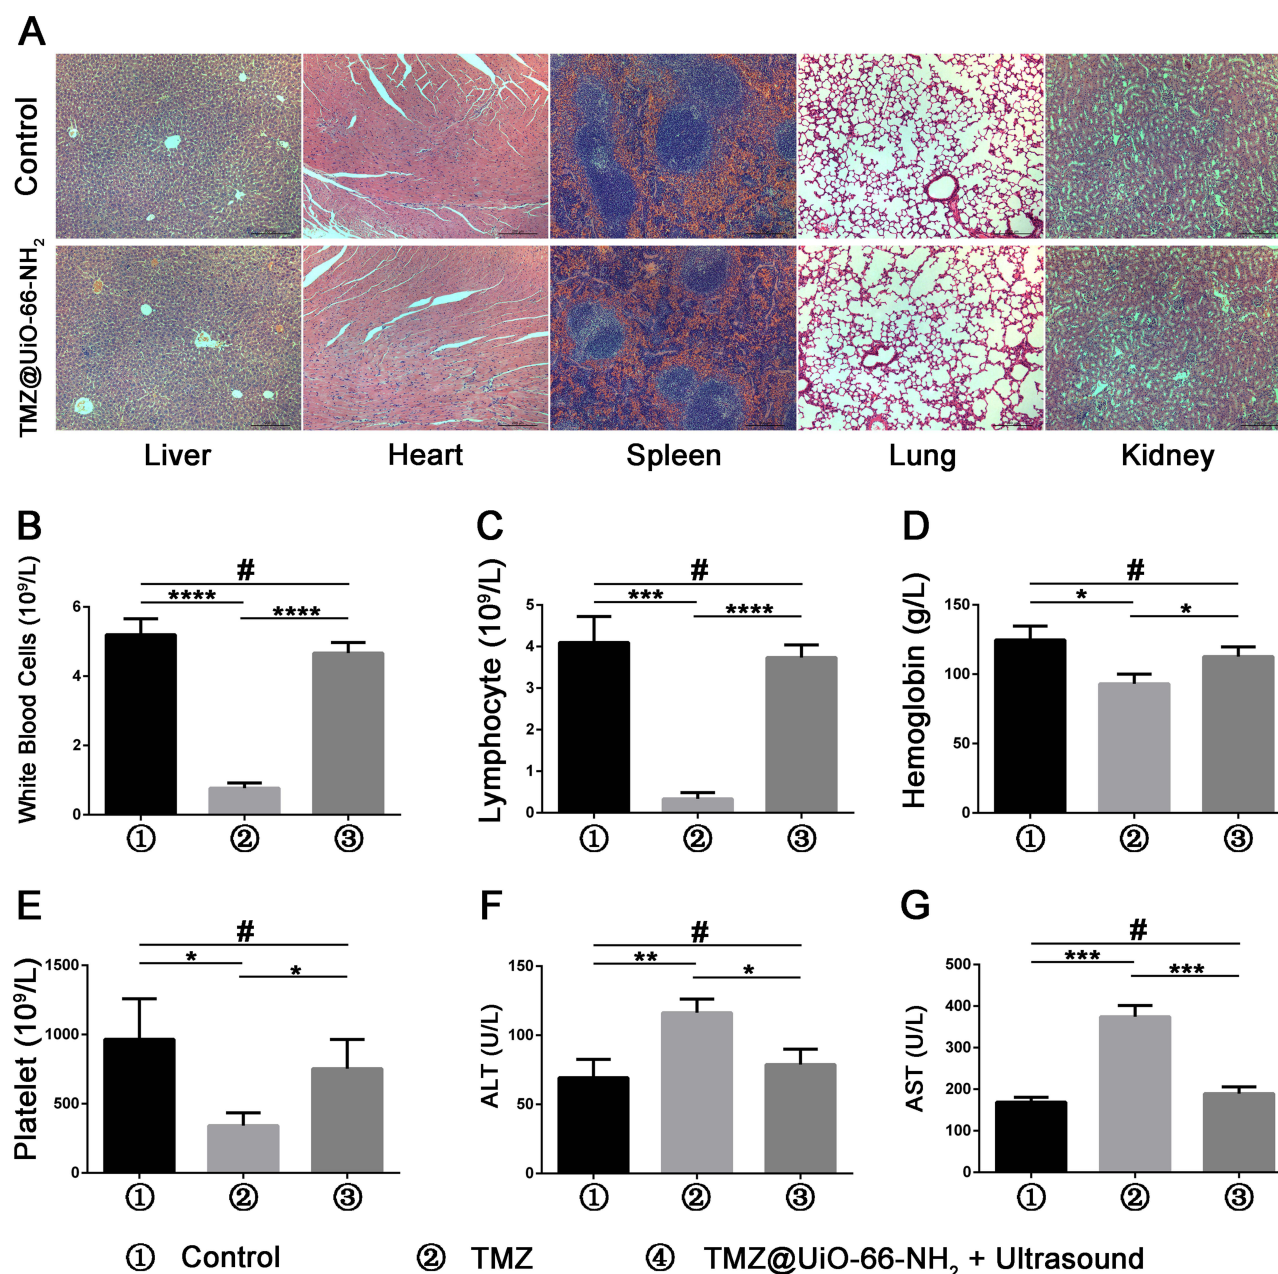 A
Control
TMZ@UiO-66-NH₂
Liver Heart Spleen Lung Kidney
B
White Blood Cells (10⁹/L)
6
4
2
0
#
**** ****
① ② ③
C
Lymphocyte (10⁹/L)
5
4
3
2
1
0
#
*** ****
① ② ③
D
Hemoglobin (g/L)
150
100
50
0
#
* *
① ② ③
E
Platelet (10⁹/L)
1500
1000
500
0
#
* *
① ② ③
F
ALT (U/L)
150
100
50
0
#
** *
① ② ③
G
AST (U/L)
500
400
300
200
100
0
#
*** ***
① ② ③
① Control ② TMZ ④ TMZ@UiO-66-NH₂ + Ultrasound